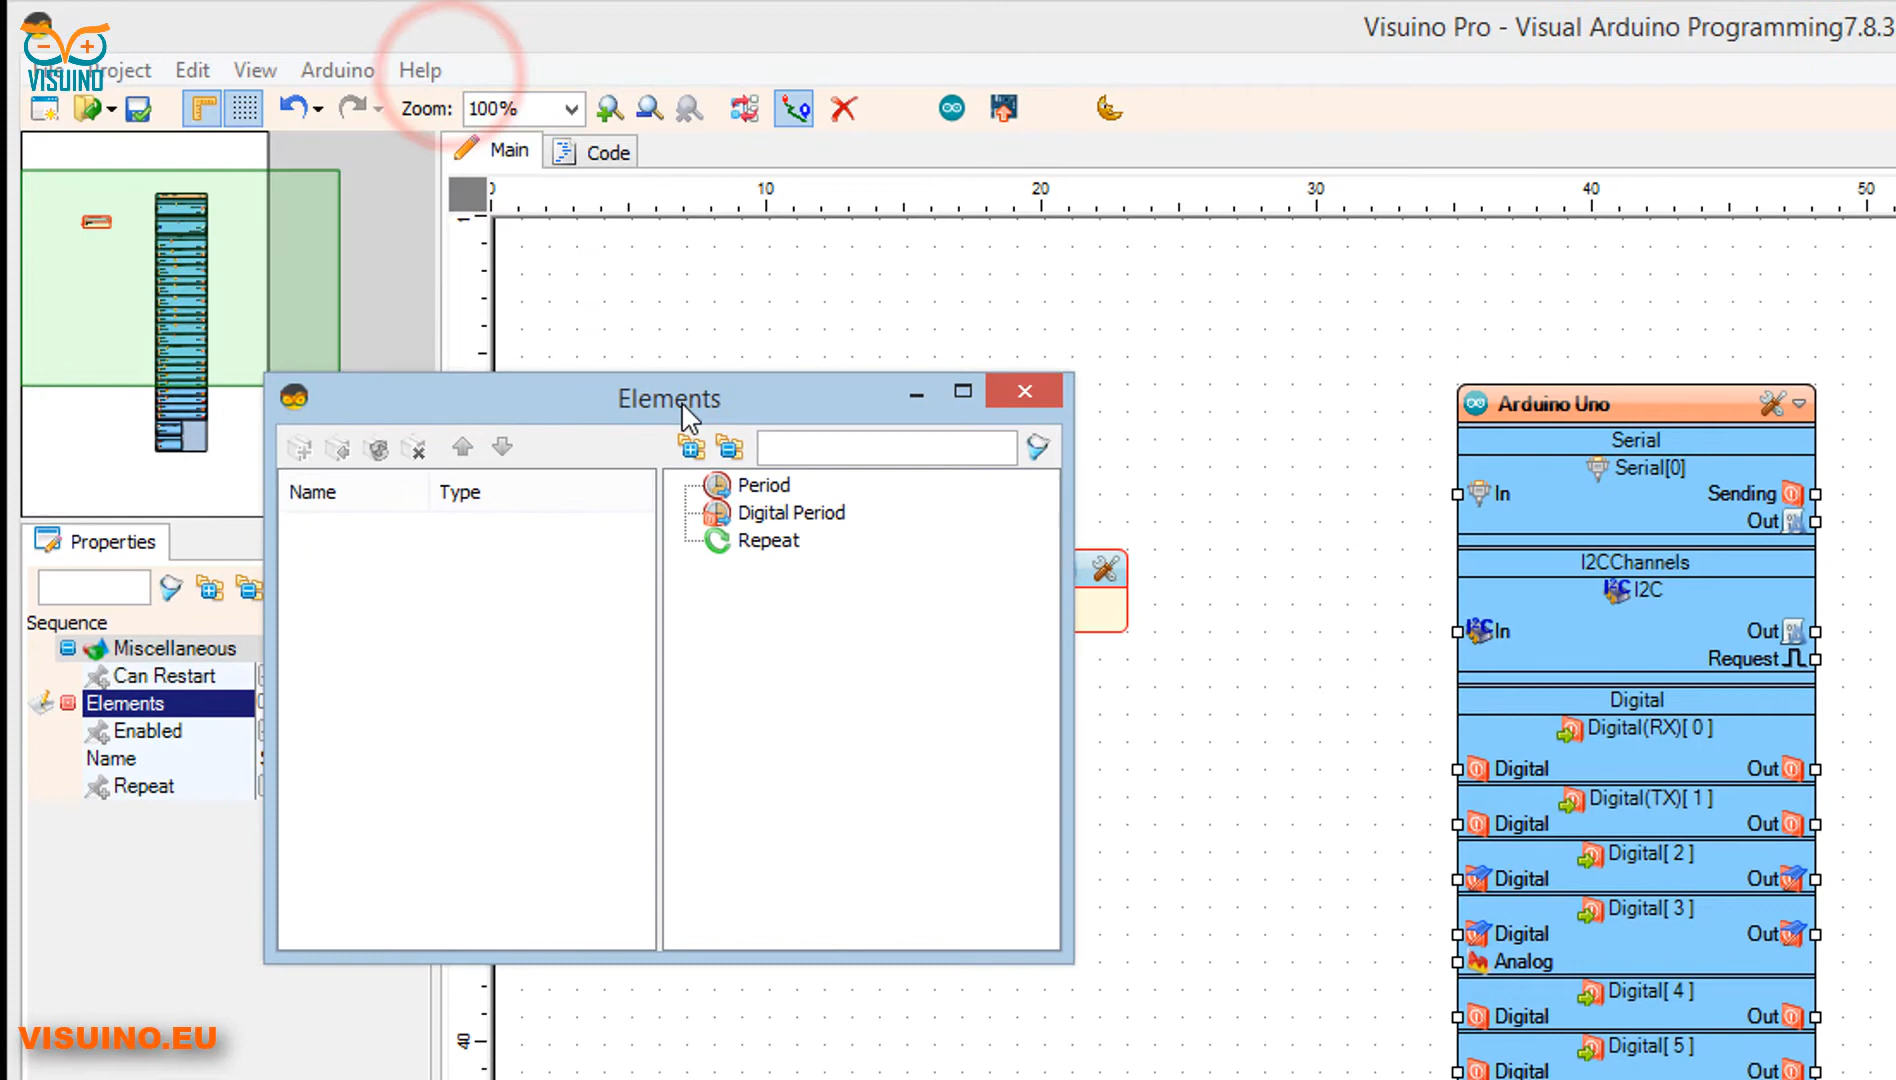 Visuino Pro - Visual Arduino Programming7.8.3
VISUINO
Project Edit View Arduino Help
Zoom: 100%
Main Code
0 10 20 30 40 50
Elements
Name Type
Period
Digital Period
Repeat
Properties
Sequence
Miscellaneous
Can Restart
Elements
Enabled
Name
Repeat
Arduino Uno
Serial
Serial[0]
In Sending
Out
I2CChannels
I2C
In Out
Request
Digital
Digital(RX)[ 0 ]
Digital Out
Digital(TX)[ 1 ]
Digital Out
Digital[ 2 ]
Digital Out
Digital[ 3 ]
Digital Out
Analog
Digital[ 4 ]
Digital Out
Digital[ 5 ]
Digital Out
40
VISUINO.EU